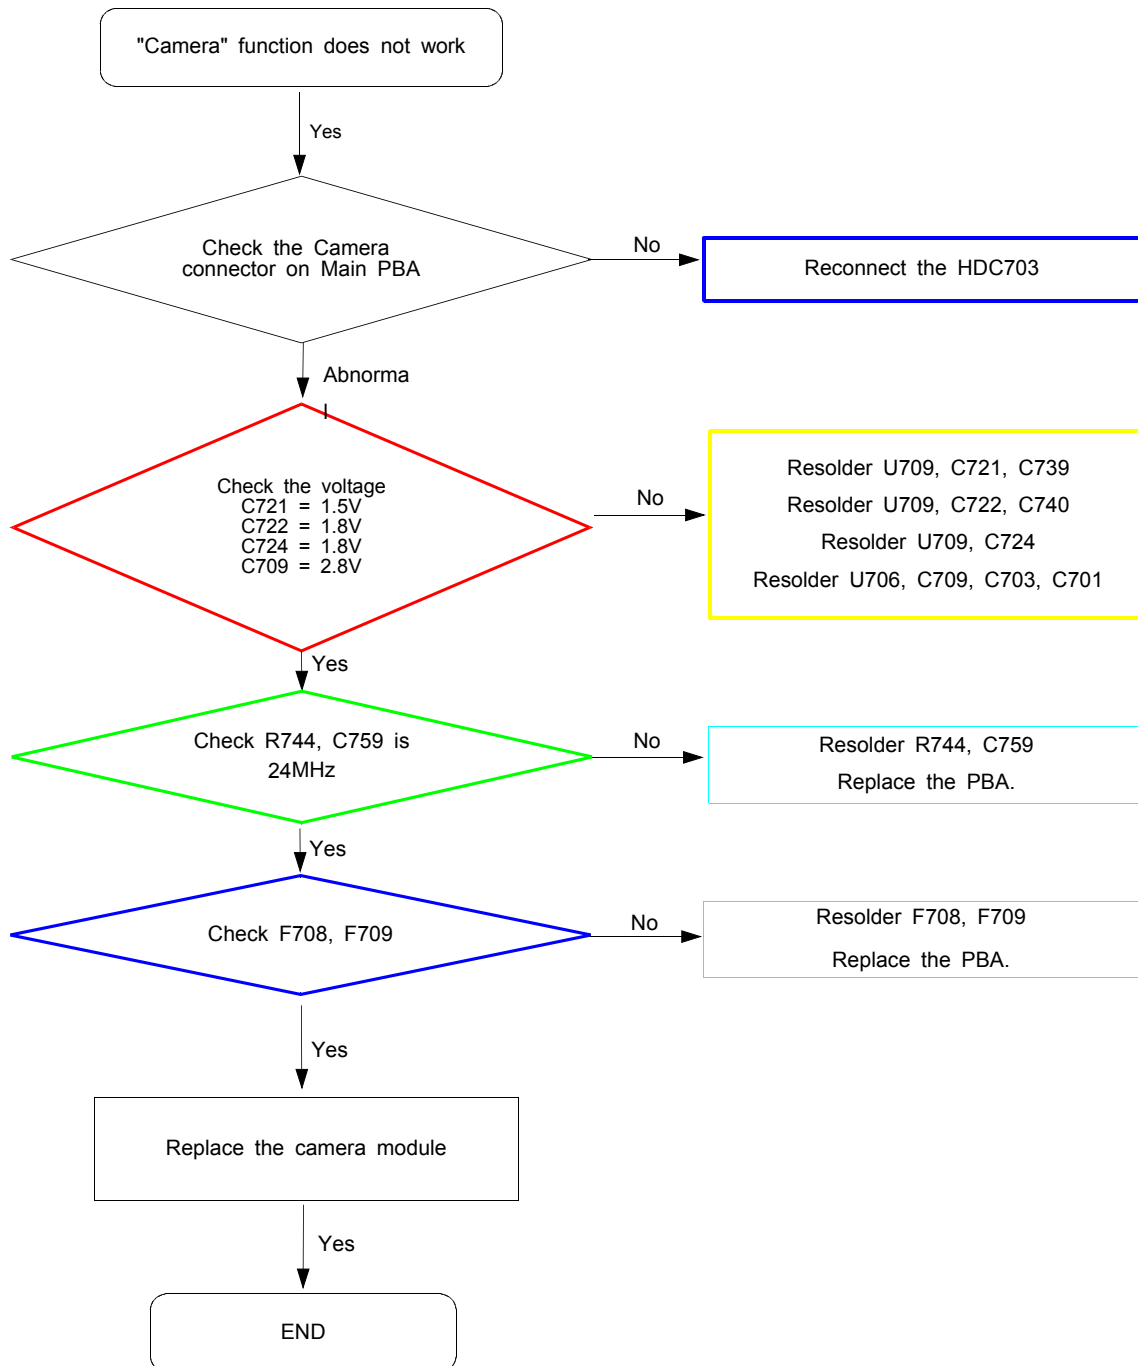 "Camera" function does not work
Yes
Check the Camera
connector on Main PBA
No
Reconnect the HDC703
Abnorma
l
Check the voltage
C721 = 1.5V
C722 = 1.8V
C724 = 1.8V
C709 = 2.8V
No
Resolder U709, C721, C739
Resolder U709, C722, C740
Resolder U709, C724
Resolder U706, C709, C703, C701
Yes
Check R744, C759 is
24MHz
No
Resolder R744, C759
Replace the PBA.
Yes
Check F708, F709
No
Resolder F708, F709
Replace the PBA.
Yes
Replace the camera module
Yes
END